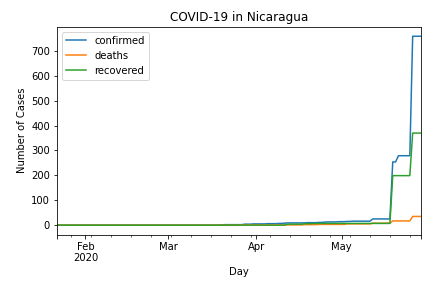 COVID-19 in Nicaragua
confirmed
deaths
recovered
Number of Cases
700
600
500
400
300
200
100
0
Feb
2020
Mar
Apr
May
Day